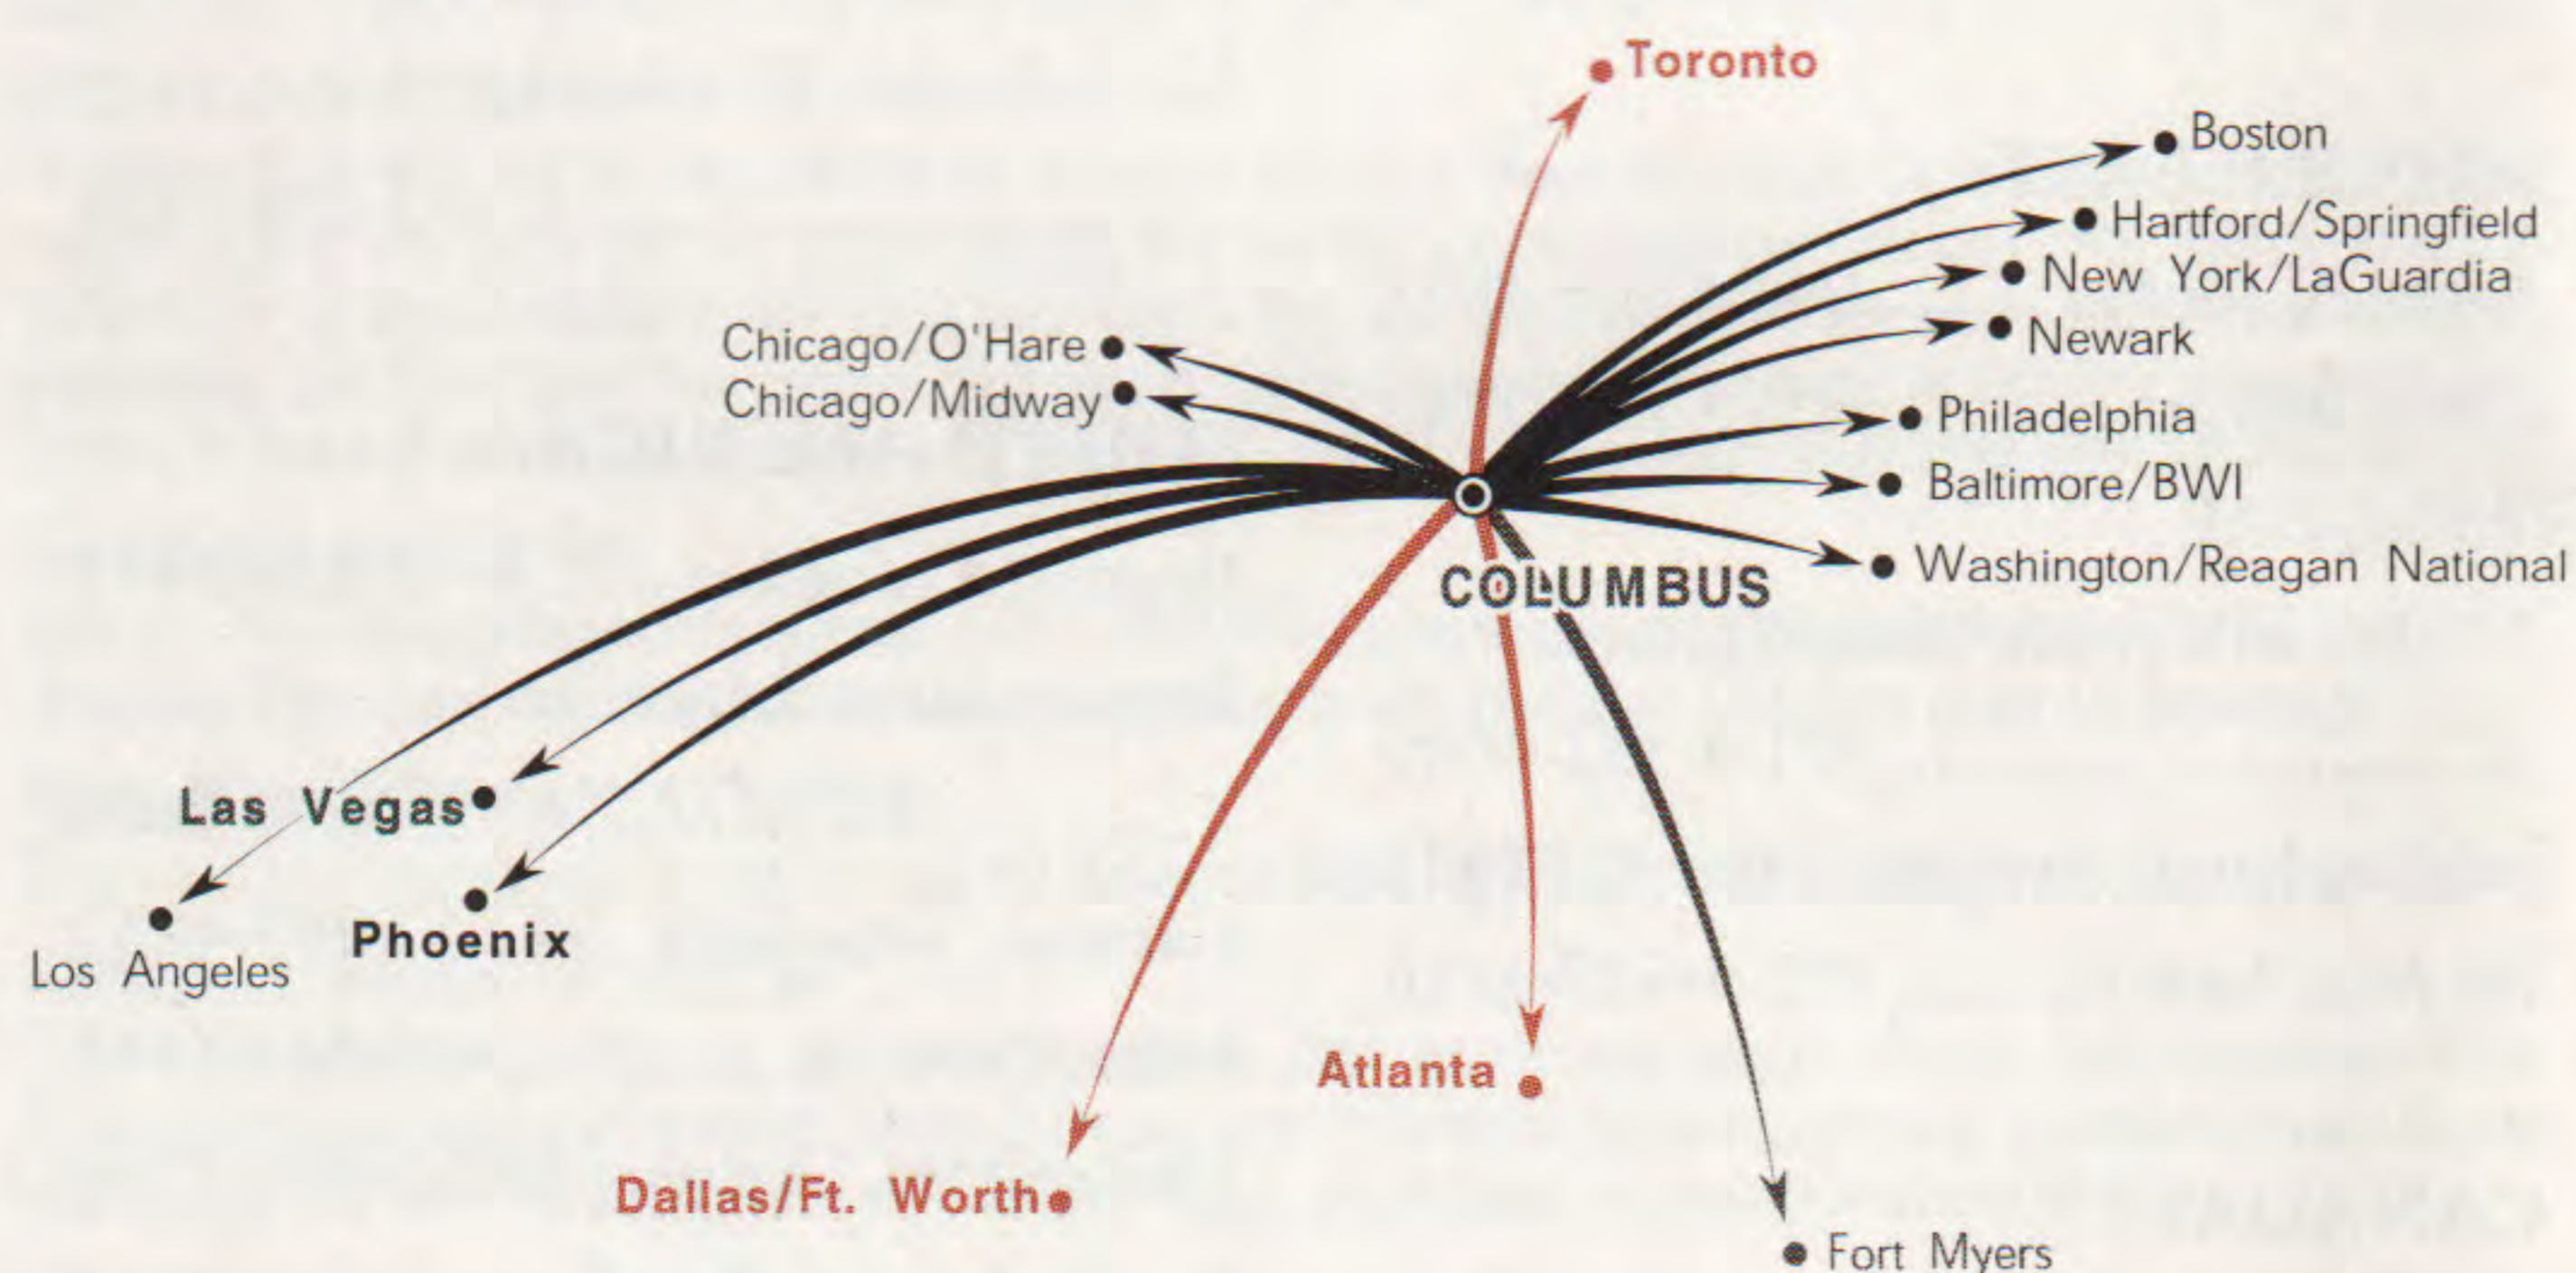 Toronto
Boston
Hartford/Springfield
New York/LaGuardia
Newark
Chicago/O'Hare
Chicago/Midway
Philadelphia
Baltimore/BWI
Washington/Reagan National
COLUMBUS
Las Vegas
Phoenix
Los Angeles
Atlanta
Dallas/Ft. Worth
Fort Myers